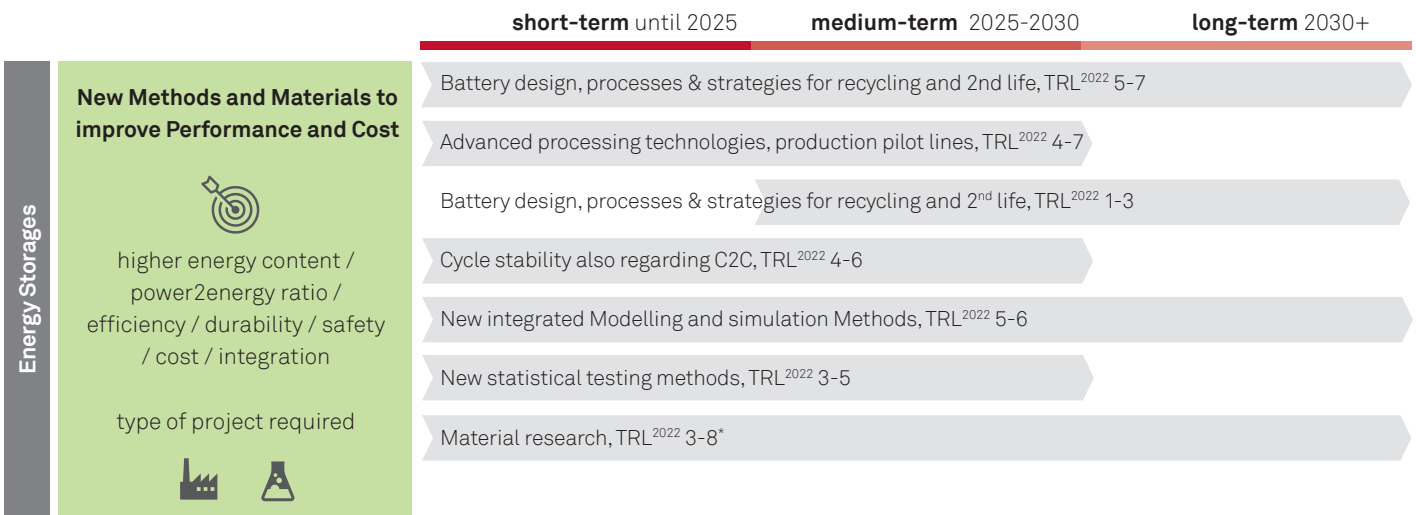 short-term until 2025 medium-term 2025-2030 long-term 2030+
Energy Storages
New Methods and Materials to
improve Performance and Cost
higher energy content /
power2energy ratio /
efficiency / durability / safety
/ cost / integration
type of project required
Battery design, processes & strategies for recycling and 2nd life, TRL²⁰²² 5-7
Advanced processing technologies, production pilot lines, TRL²⁰²² 4-7
Battery design, processes & strategies for recycling and 2ⁿᵈ life, TRL²⁰²² 1-3
Cycle stability also regarding C2C, TRL²⁰²² 4-6
New integrated Modelling and simulation Methods, TRL²⁰²² 5-6
New statistical testing methods, TRL²⁰²² 3-5
Material research, TRL²⁰²² 3-8*